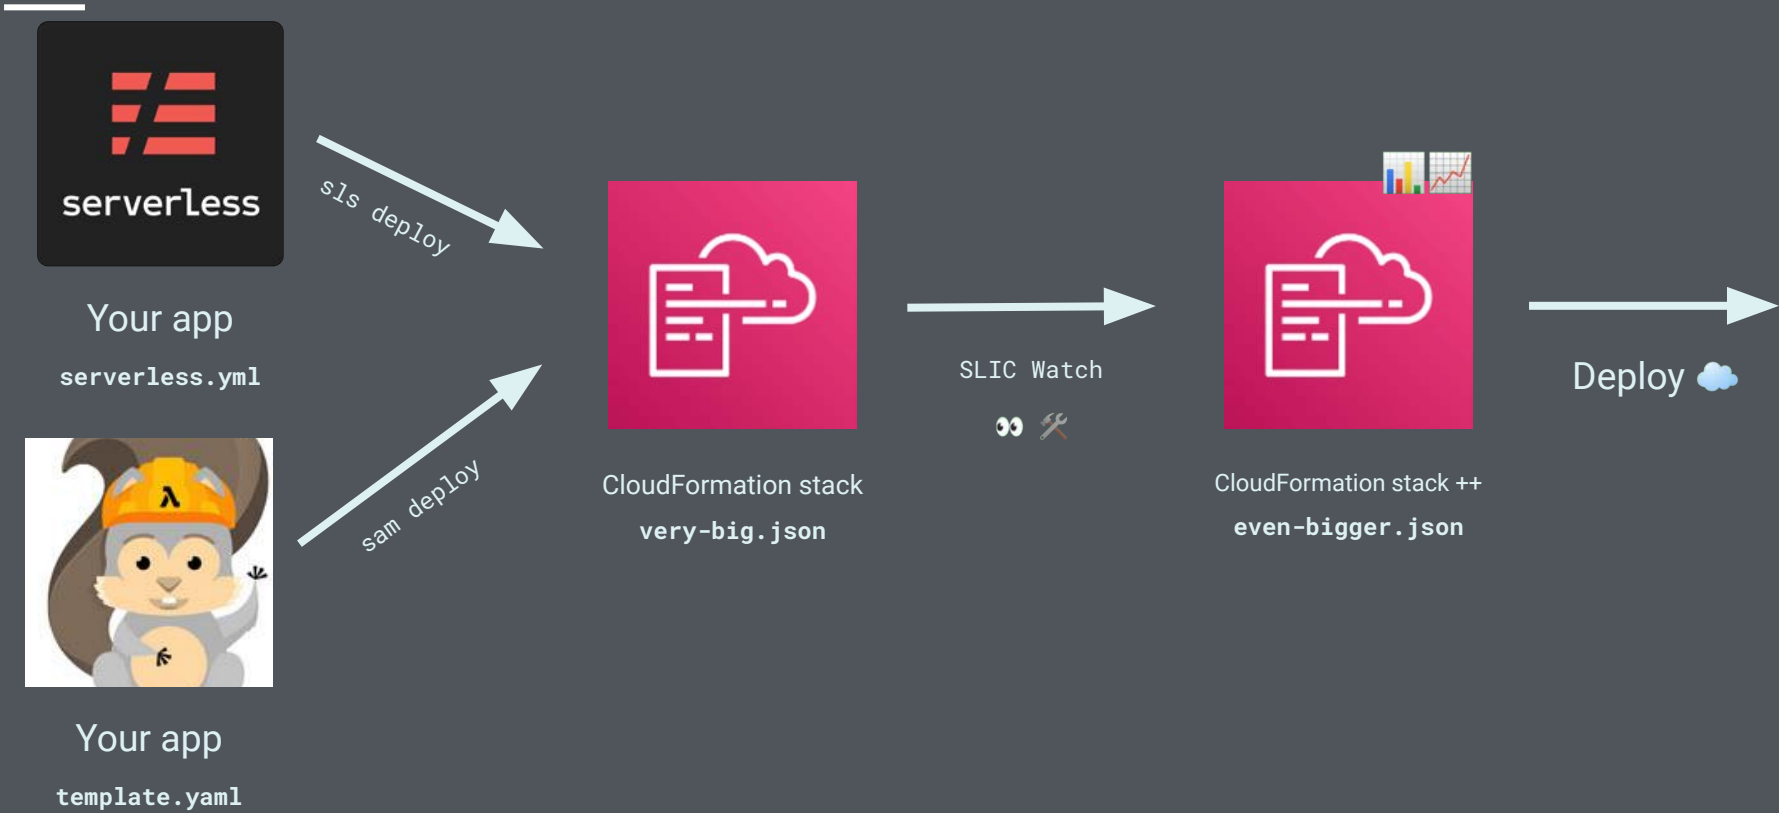 serverless
Your app
serverless.yml
sls deploy
λ
Your app
template.yaml
sam deploy
CloudFormation stack
very-big.json
SLIC Watch
CloudFormation stack ++
even-bigger.json
Deploy